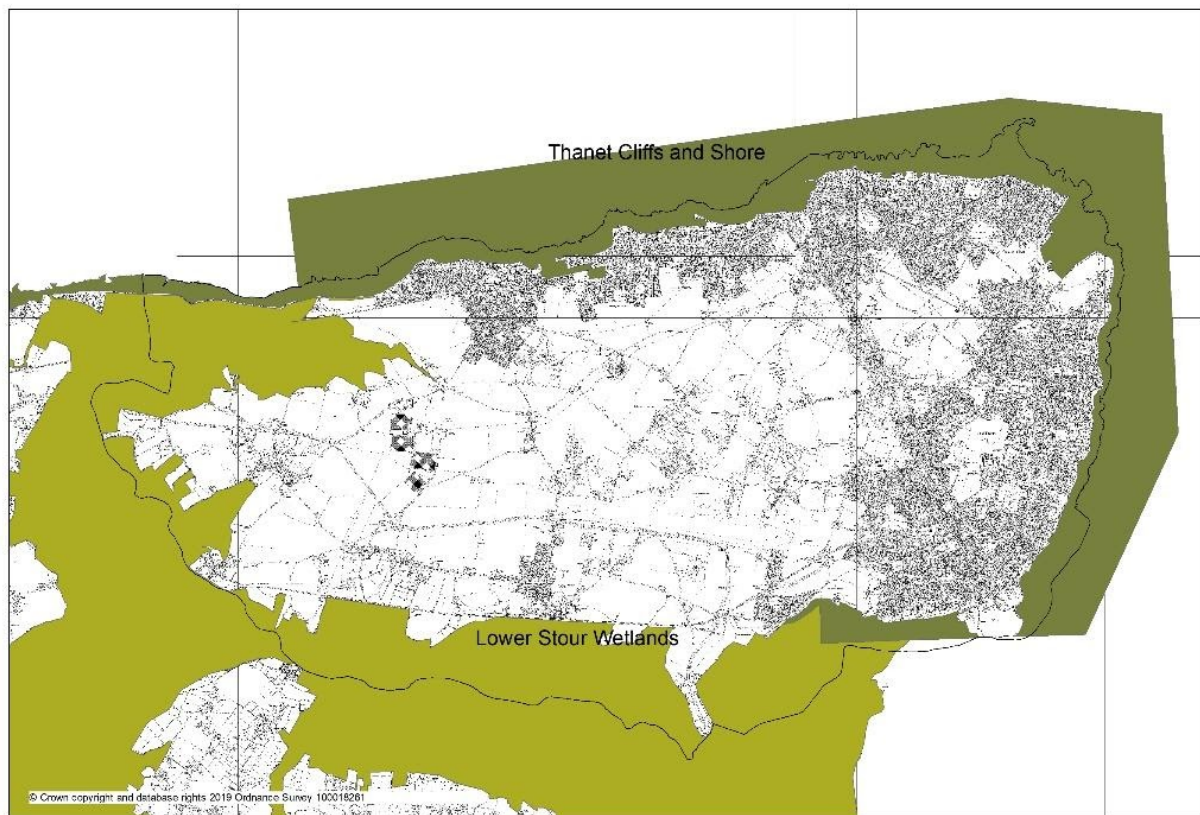 Thanet Cliffs and Shore
Lower Stour Wetlands
© Crown copyright and database rights 2019 Ordnance Survey 100018261